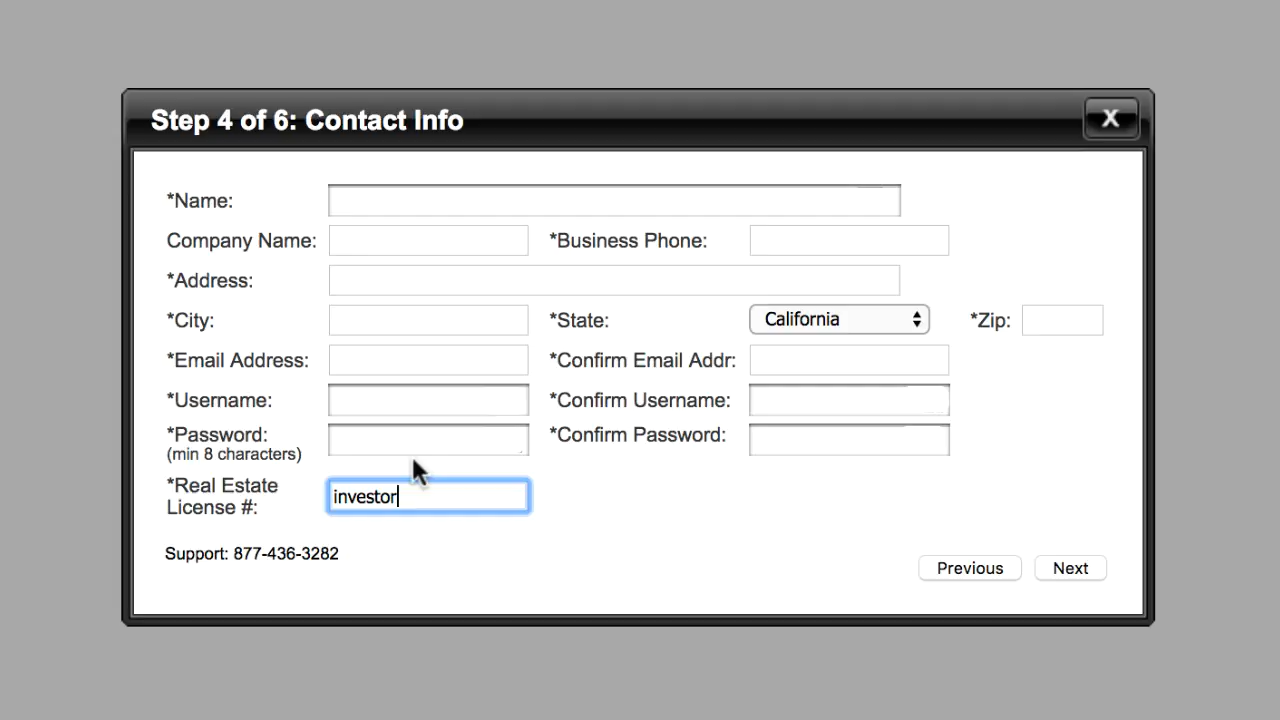 Step 4 of 6: Contact Info X
*Name:
Company Name: *Business Phone:
*Address:
*City: *State: California *Zip:
*Email Address: *Confirm Email Addr:
*Username: *Confirm Username:
*Password: *Confirm Password:
(min 8 characters)
*Real Estate
License #: investor
Support: 877-436-3282
Previous Next